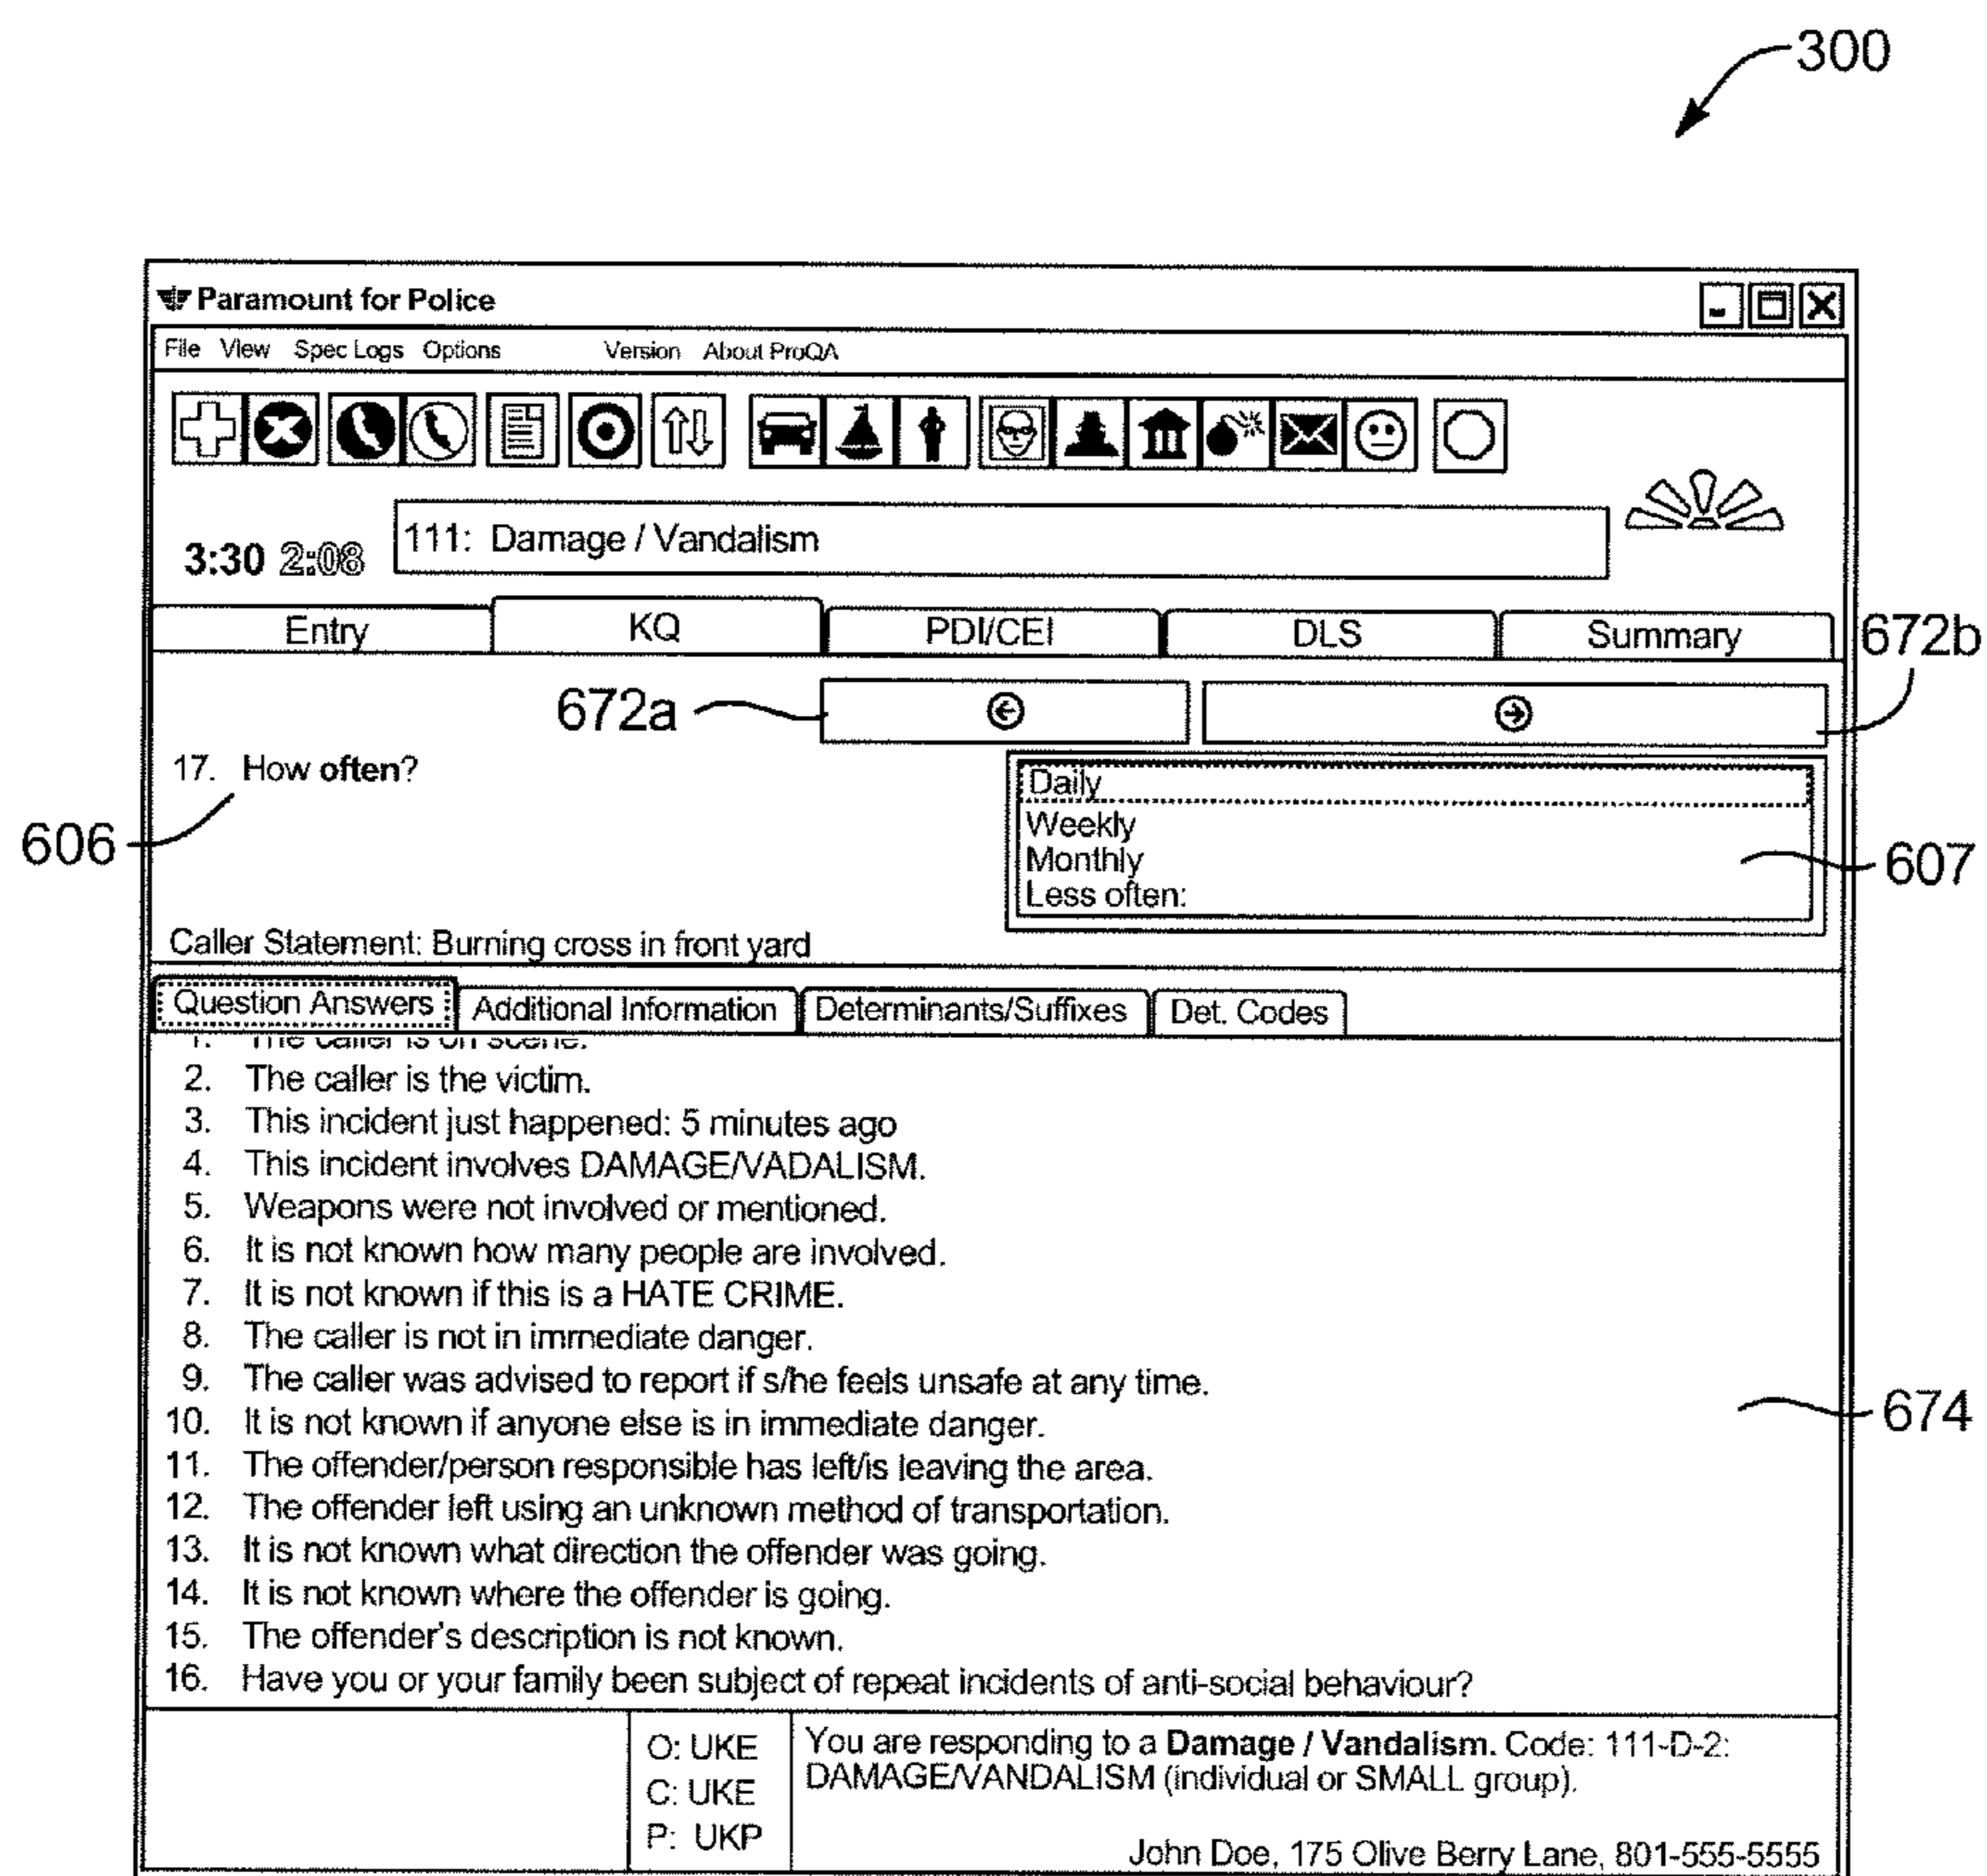 300
Paramount for Police
File View Spec Logs Options Version About ProQA
3:30 2:08 111: Damage / Vandalism
Entry KQ PDI/CEI DLS Summary
672b
672a
17. How often?
606
Daily
Weekly
Monthly
Less often:
607
Caller Statement: Burning cross in front yard
Question Answers Additional Information Determinants/Suffixes Det. Codes
1. The caller is on scene.
2. The caller is the victim.
3. This incident just happened: 5 minutes ago
4. This incident involves DAMAGE/VADALISM.
5. Weapons were not involved or mentioned.
6. It is not known how many people are involved.
7. It is not known if this is a HATE CRIME.
8. The caller is not in immediate danger.
9. The caller was advised to report if s/he feels unsafe at any time.
10. It is not known if anyone else is in immediate danger.
674
11. The offender/person responsible has left/is leaving the area.
12. The offender left using an unknown method of transportation.
13. It is not known what direction the offender was going.
14. It is not known where the offender is going.
15. The offender's description is not known.
16. Have you or your family been subject of repeat incidents of anti-social behaviour?
O: UKE
C: UKE
P: UKP
You are responding to a Damage / Vandalism. Code: 111-D-2:
DAMAGE/VANDALISM (individual or SMALL group).
John Doe, 175 Olive Berry Lane, 801-555-5555